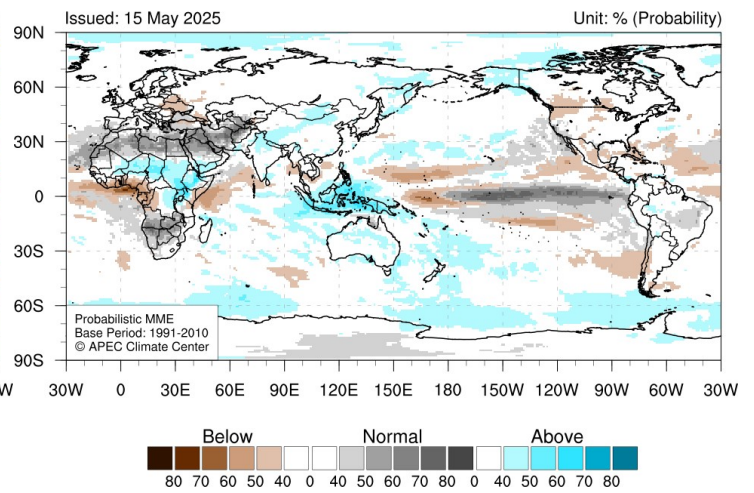 Issued: 15 May 2025
Unit: % (Probability)
90N
60N
30N
0
30S
60S
90S
Probabilistic MME
Base Period: 1991-2010
© APEC Climate Center
W 30W 0 30E 60E 90E 120E 150E 180 150W 120W 90W 60W 30W
Below Normal Above
80 70 60 50 40 0 40 50 60 70 80 0 40 50 60 70 80